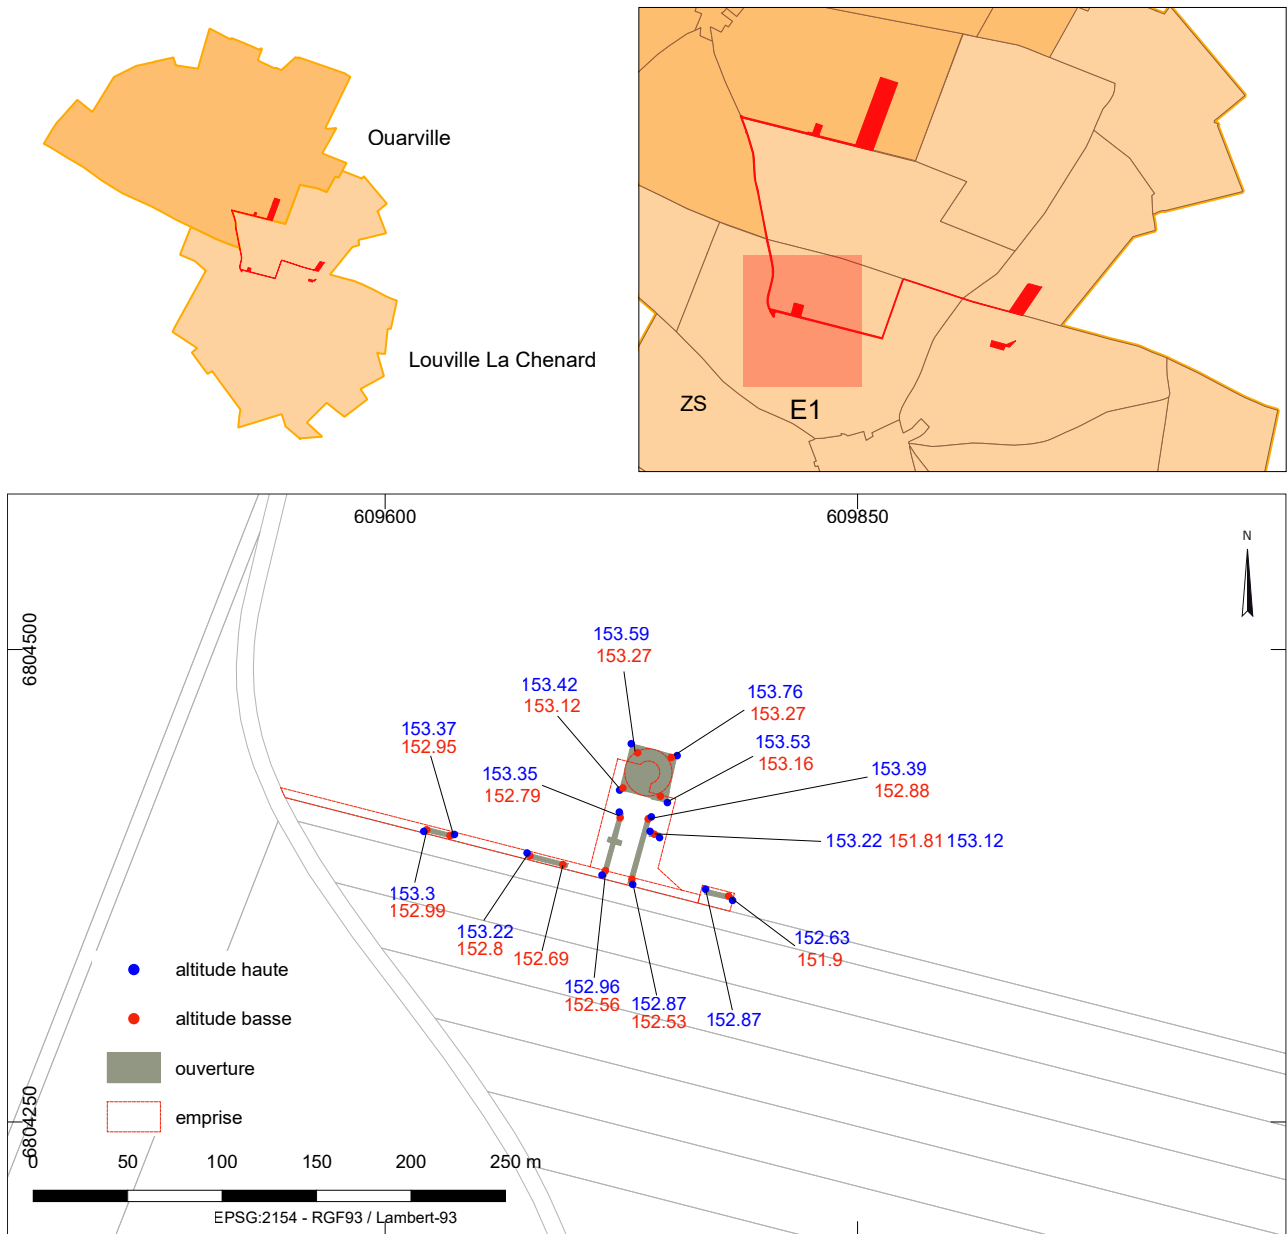 Ouarville
Louville La Chenard
ZS
E1
609600
609850
N
6804500
6804250
153.59
153.27
153.42
153.12
153.76
153.27
153.37
152.95
153.53
153.16
153.35
152.79
153.39
152.88
153.22 151.81 153.12
153.3
152.99
153.22
152.8
152.69
152.63
151.9
152.96
152.56
152.87
152.53
152.87
altitude haute
altitude basse
ouverture
emprise
0 50 100 150 200 250 m
EPSG:2154 - RGF93 / Lambert-93